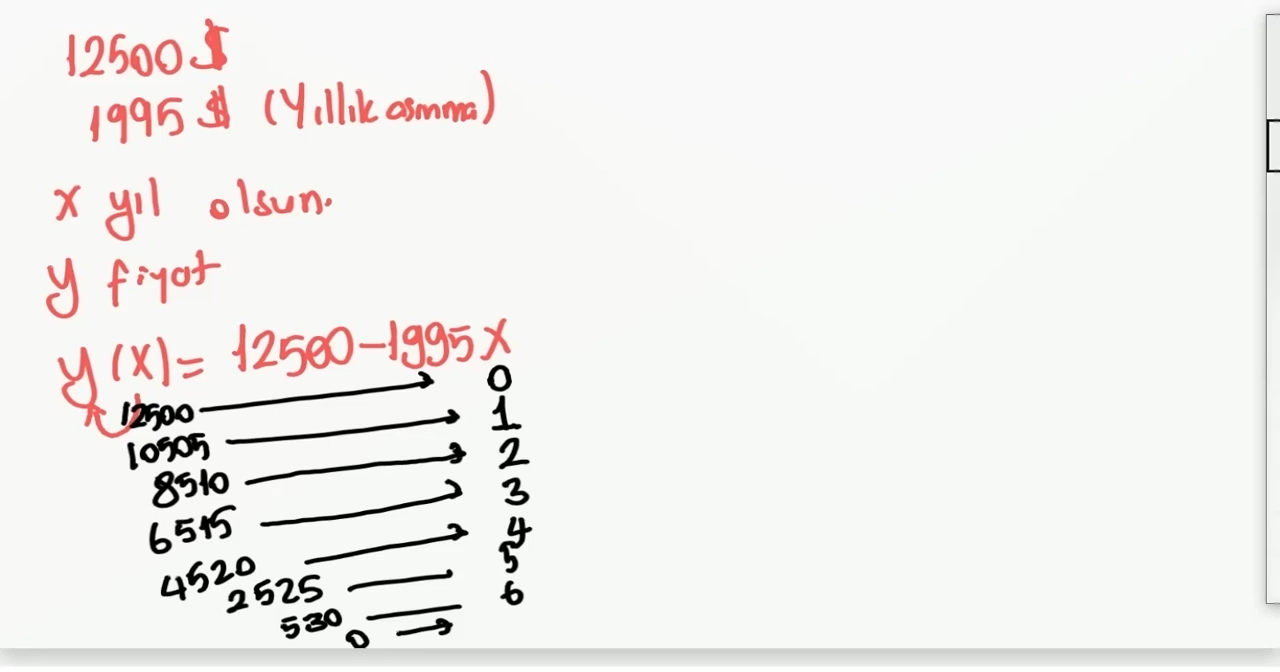 12500 $
1995 $ (Yıllık aşınma)
x yıl olsun.
y fiyat
y(x) = 12500-1995x
12500 → 0
10505 → 1
8510 → 2
6515 → 3
4520 → 4
2525 5
530 6
0 →